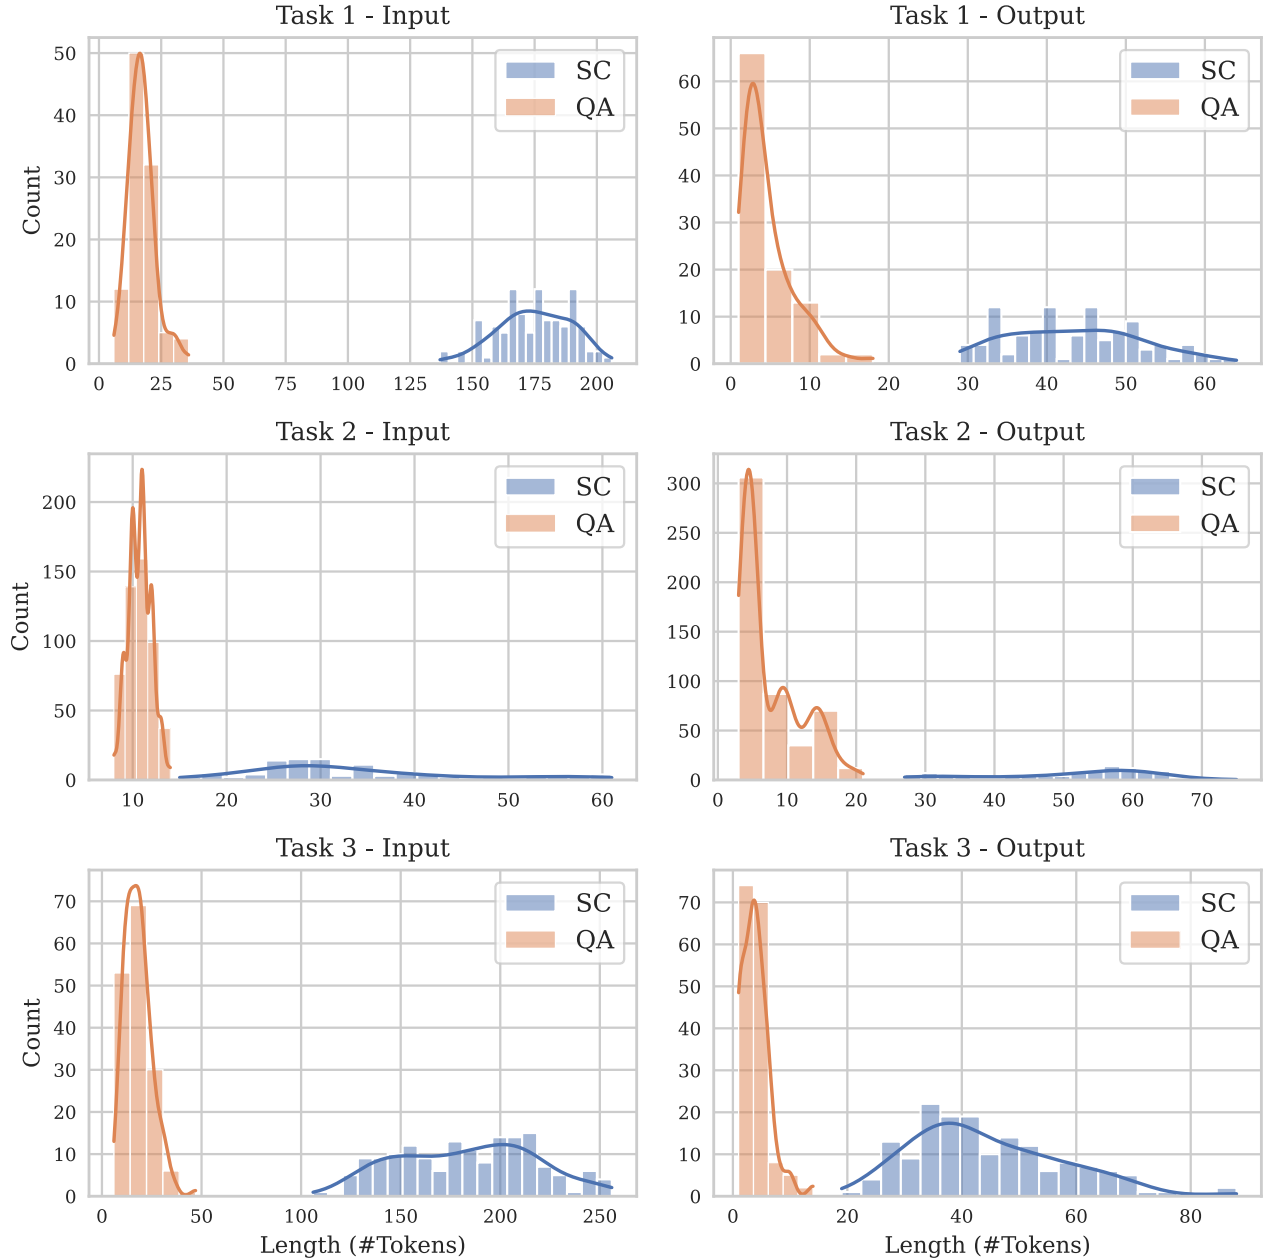 Task 1 - Input
Task 1 - Output
Count
50
40
30
20
10
0
SC
QA
0 25 50 75 100 125 150 175 200
60
50
40
30
20
10
0
SC
QA
0 10 20 30 40 50 60
Task 2 - Input
Task 2 - Output
Count
200
150
100
50
0
SC
QA
10 20 30 40 50 60
300
250
200
150
100
50
0
SC
QA
0 10 20 30 40 50 60 70
Task 3 - Input
Task 3 - Output
Count
70
60
50
40
30
20
10
0
SC
QA
0 50 100 150 200 250
Length (#Tokens)
70
60
50
40
30
20
10
0
SC
QA
0 20 40 60 80
Length (#Tokens)